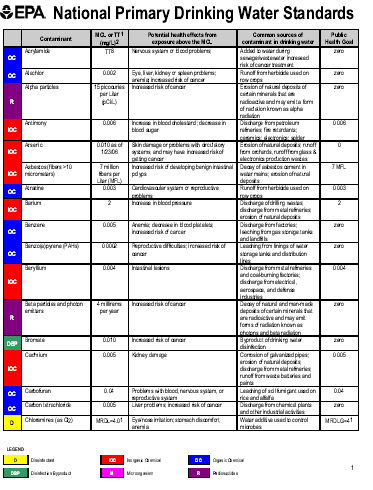 EPA National Primary Drinking Water Standards
Contaminant
MCL or TT1
(mg/L)2
Potential health effects from
exposure above the MCL
Common sources of
contaminant in drinking water
Public
Health Goal
OC
Acrylamide
TT8
Nervous system or blood problems
Added to water during
sewage/wastewater increased
risk of cancer treatment
zero
OC
Alachlor
0.002
Eye, liver, kidney or spleen problems;
anemia; increased risk of cancer
Runoff from herbicide used on
row crops
zero
R
Alpha particles
15 picocuries
per Liter
(pCi/L)
Increased risk of cancer
Erosion of natural deposits of
certain minerals that are
radioactive and may emit a form
of radiation known as alpha
radiation
zero
IOC
Antimony
0.006
Increase in blood cholesterol; decrease in
blood sugar
Discharge from petroleum
refineries; fire retardants;
ceramics; electronics; solder
0.006
IOC
Arsenic
0.010 as of
1/23/06
Skin damage or problems with circulatory
systems, and may have increased risk of
getting cancer
Erosion of natural deposits; runoff
from orchards, runoff from glass &
electronics production wastes
0
IOC
Asbestos (fibers >10
micrometers)
7 million
fibers per
Liter (MFL)
Increased risk of developing benign intestinal
polyps
Decay of asbestos cement in
water mains; erosion of natural
deposits
7 MFL
OC
Atrazine
0.003
Cardiovascular system or reproductive
problems
Runoff from herbicide used on
row crops
0.003
IOC
Barium
2
Increase in blood pressure
Discharge of drilling wastes;
discharge from metal refineries;
erosion of natural deposits
2
OC
Benzene
0.005
Anemia; decrease in blood platelets;
increased risk of cancer
Discharge from factories;
leaching from gas storage tanks
and landfills
zero
OC
Benzo(a)pyrene (PAHs)
0.0002
Reproductive difficulties; increased risk of
cancer
Leaching from linings of water
storage tanks and distribution
lines
zero
IOC
Beryllium
0.004
Intestinal lesions
Discharge from metal refineries
and coal-burning factories;
discharge from electrical,
aerospace, and defense
industries
0.004
R
Beta particles and photon
emitters
4 millirems
per year
Increased risk of cancer
Decay of natural and man-made
deposits of certain minerals that
are radioactive and may emit
forms of radiation known as
photons and beta radiation
zero
DBP
Bromate
0.010
Increased risk of cancer
Byproduct of drinking water
disinfection
zero
IOC
Cadmium
0.005
Kidney damage
Corrosion of galvanized pipes;
erosion of natural deposits;
discharge from metal refineries;
runoff from waste batteries and
paints
0.005
OC
Carbofuran
0.04
Problems with blood, nervous system, or
reproductive system
Leaching of soil fumigant used on
rice and alfalfa
0.04
OC
Carbon tetrachloride
0.005
Liver problems; increased risk of cancer
Discharge from chemical plants
and other industrial activities
zero
D
Chloramines (as Cl2)
MRDL=4.01
Eye/nose irritation; stomach discomfort,
anemia
Water additive used to control
microbes
MRDLG=41
LEGEND
D
Disinfectant
IOC
Inorganic Chemical
OC
Organic Chemical
DBP
Disinfection Byproduct
M
Microorganism
R
Radionuclides
1